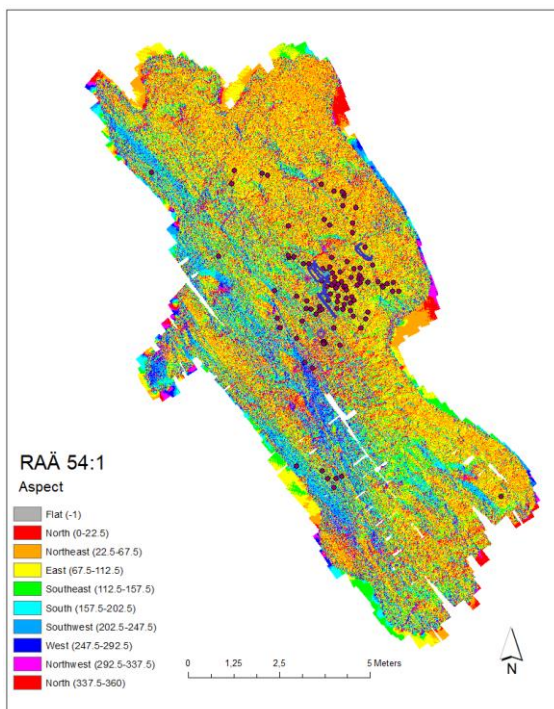 RAÄ 54:1
Aspect
Flat (-1)
North (0-22.5)
Northeast (22.5-67.5)
East (67.5-112.5)
Southeast (112.5-157.5)
South (157.5-202.5)
Southwest (202.5-247.5)
West (247.5-292.5)
Northwest (292.5-337.5)
North (337.5-360)
0 1,25 2,5 5 Meters
N